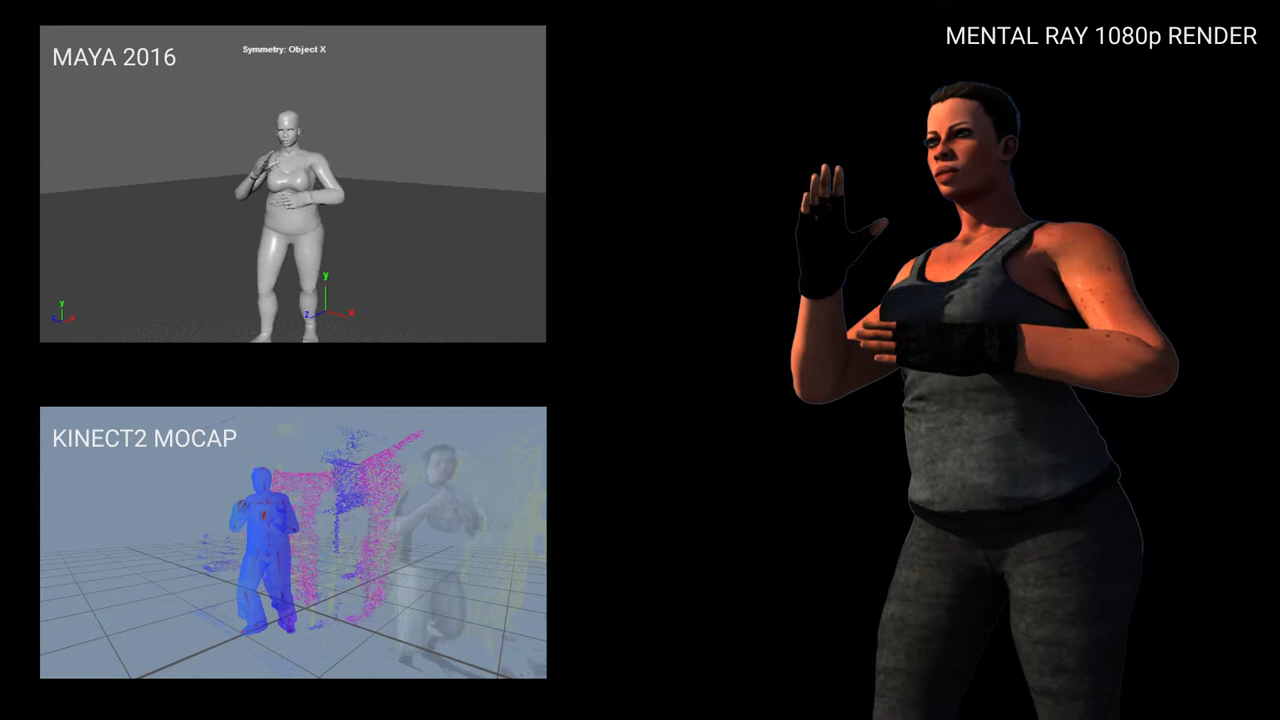 MAYA 2016
Symmetry: Object X
MENTAL RAY 1080p RENDER
y
z
x
y
x
KINECT2 MOCAP